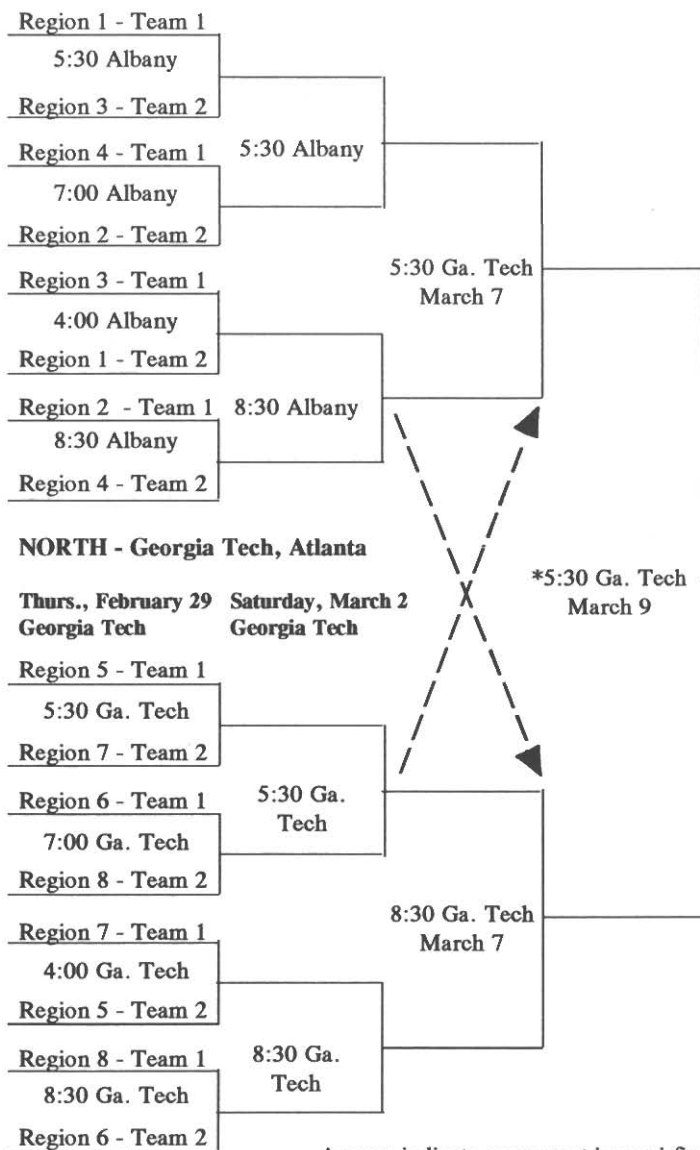 Region 1 - Team 1
5:30 Albany
Region 3 - Team 2
Region 4 - Team 1
5:30 Albany
7:00 Albany
Region 2 - Team 2
5:30 Ga. Tech
March 7
Region 3 - Team 1
4:00 Albany
Region 1 - Team 2
Region 2 - Team 1
8:30 Albany
8:30 Albany
Region 4 - Team 2
NORTH - Georgia Tech, Atlanta
*5:30 Ga. Tech
March 9
Thurs., February 29
Georgia Tech
Saturday, March 2
Georgia Tech
Region 5 - Team 1
5:30 Ga. Tech
Region 7 - Team 2
Region 6 - Team 1
5:30 Ga.
Tech
7:00 Ga. Tech
Region 8 - Team 2
8:30 Ga. Tech
March 7
Region 7 - Team 1
4:00 Ga. Tech
Region 5 - Team 2
Region 8 - Team 1
8:30 Ga.
Tech
8:30 Ga. Tech
Region 6 - Team 2